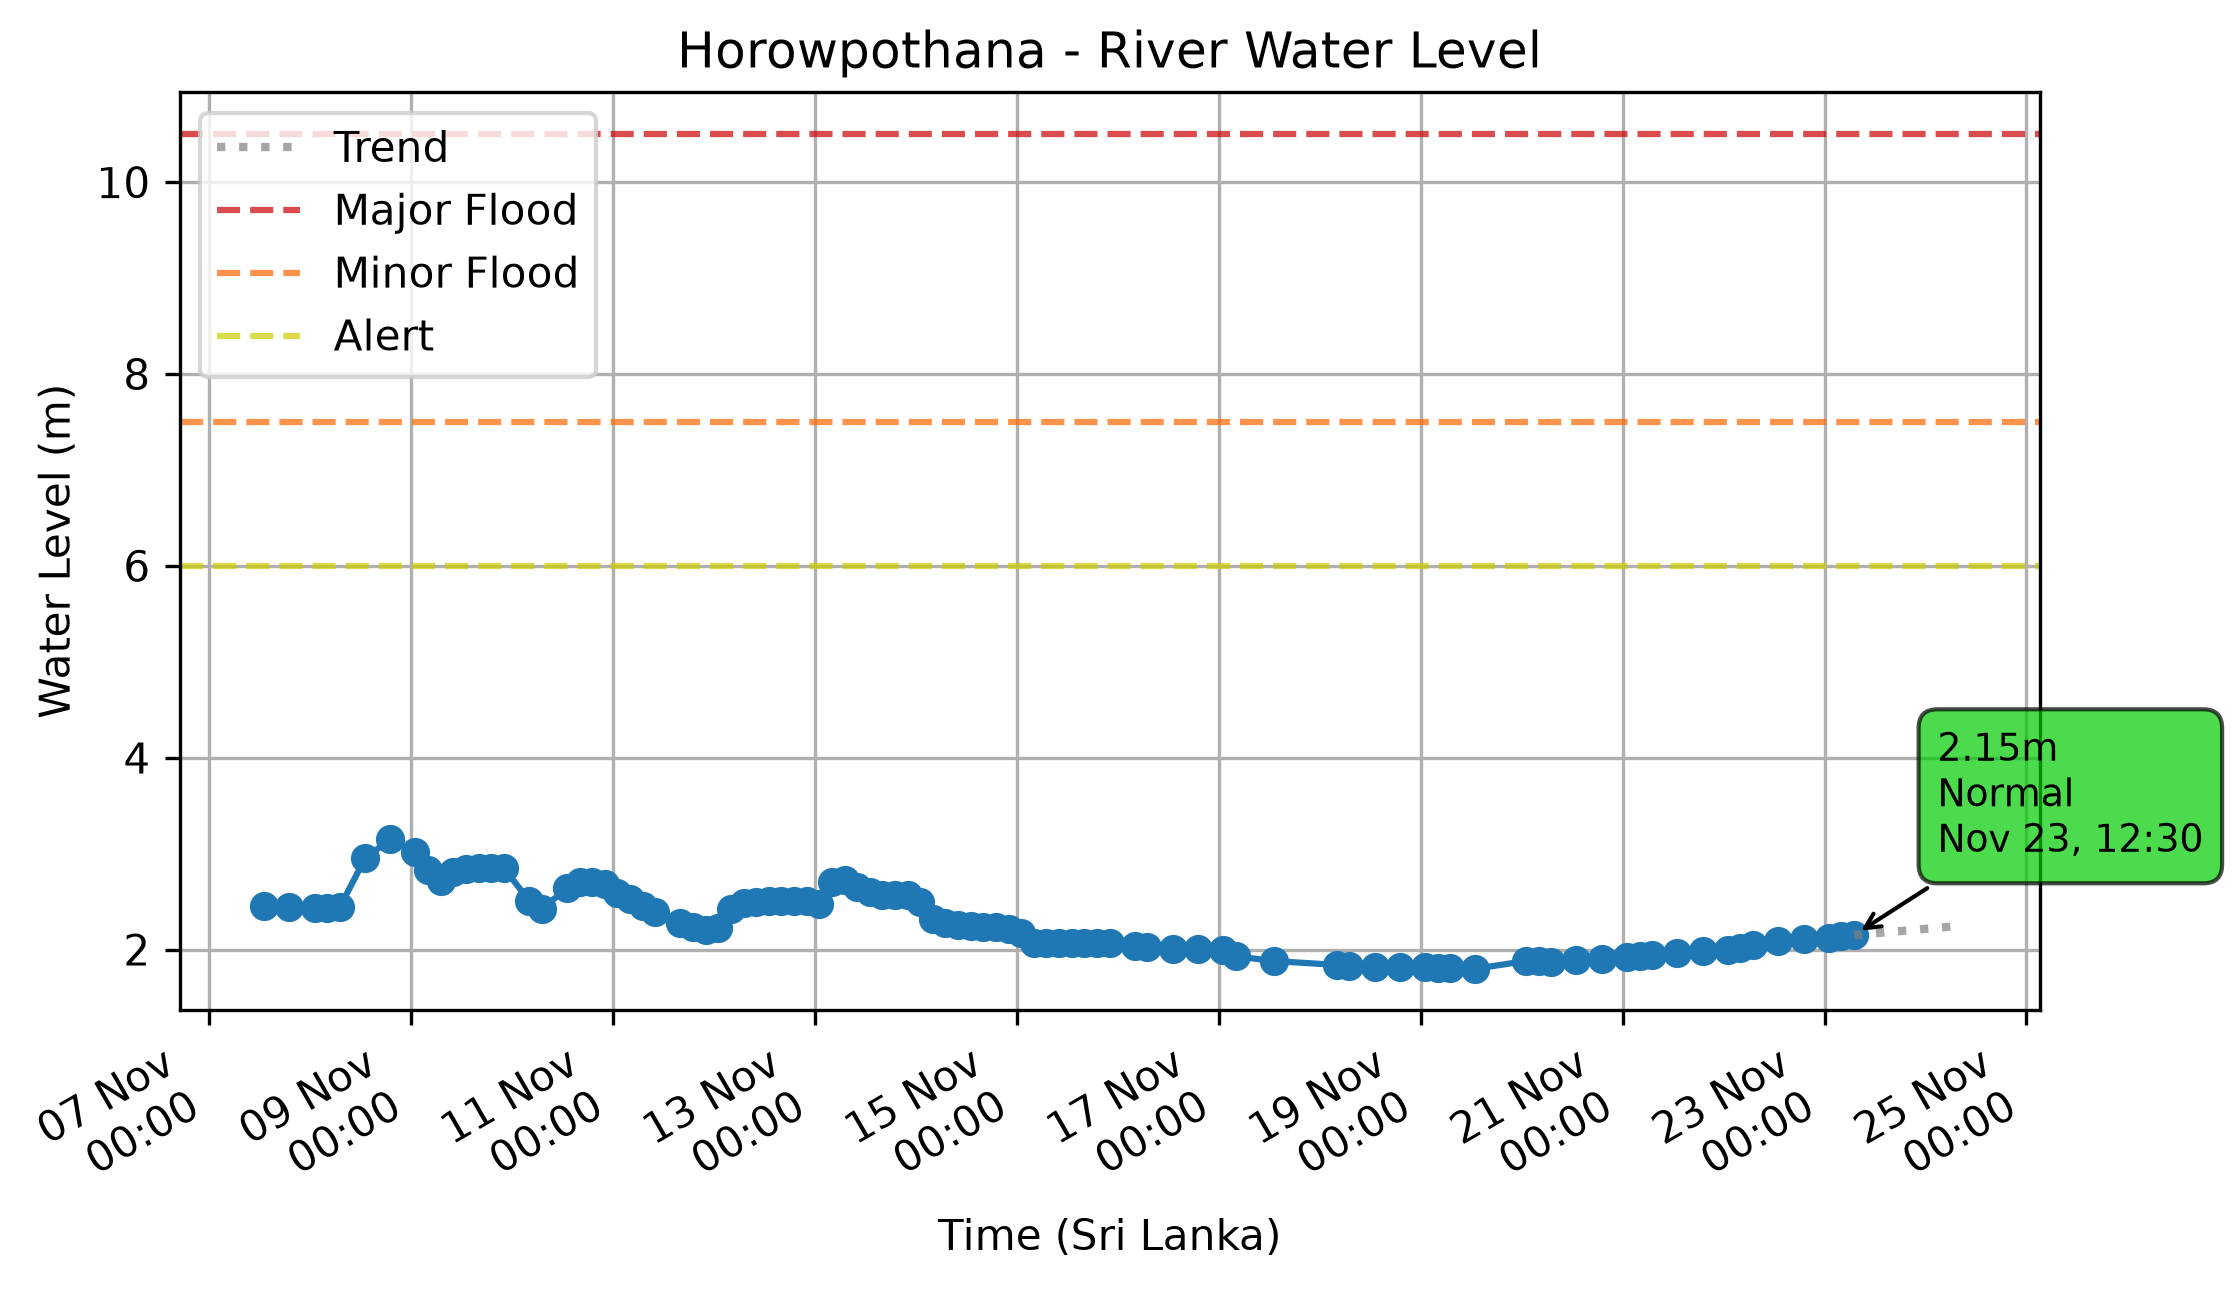 Horowpothana - River Water Level
Trend
Major Flood
Minor Flood
Alert
Water Level (m)
10
8
6
4
2
2.15m
Normal
Nov 23, 12:30
07 Nov
00:00
09 Nov
00:00
11 Nov
00:00
13 Nov
00:00
15 Nov
00:00
17 Nov
00:00
19 Nov
00:00
21 Nov
00:00
23 Nov
00:00
25 Nov
00:00
Time (Sri Lanka)